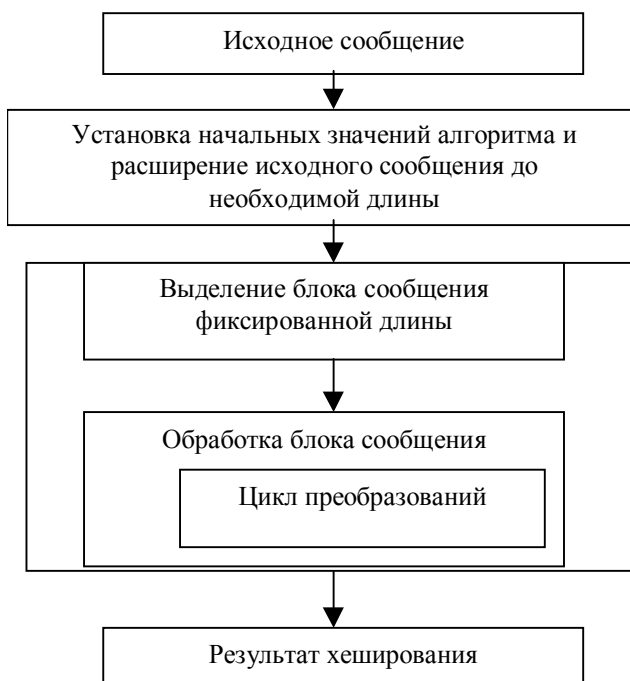 Исходное сообщение
Установка начальных значений алгоритма и
расширение исходного сообщения до
необходимой длины
Выделение блока сообщения
фиксированной длины
Обработка блока сообщения
Цикл преобразований
Результат хеширования